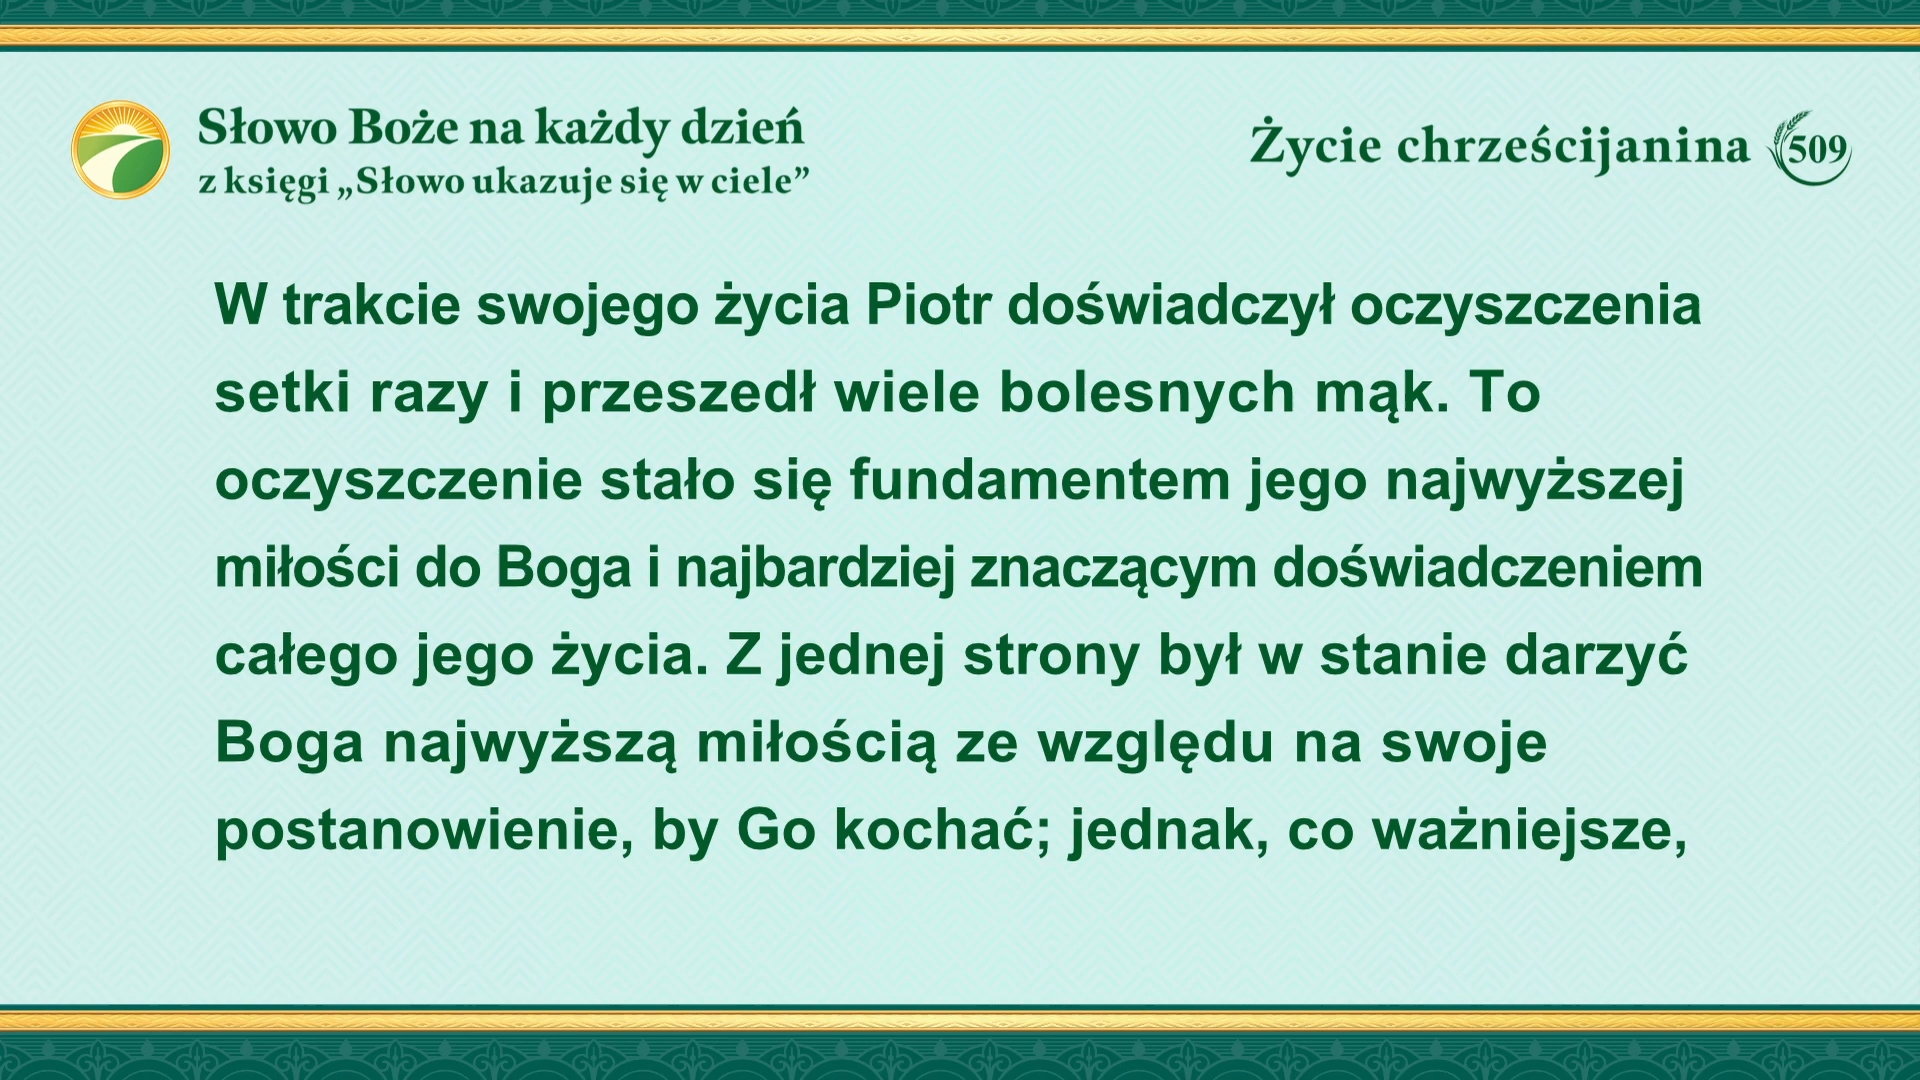 Słowo Boże na każdy dzień
z księgi „Słowo ukazuje się w ciele”
Życie chrześcijanina 509
W trakcie swojego życia Piotr doświadczył oczyszczenia
setki razy i przeszedł wiele bolesnych mąk. To
oczyszczenie stało się fundamentem jego najwyższej
miłości do Boga i najbardziej znaczącym doświadczeniem
całego jego życia. Z jednej strony był w stanie darzyć
Boga najwyższą miłością ze względu na swoje
postanowienie, by Go kochać; jednak, co ważniejsze,